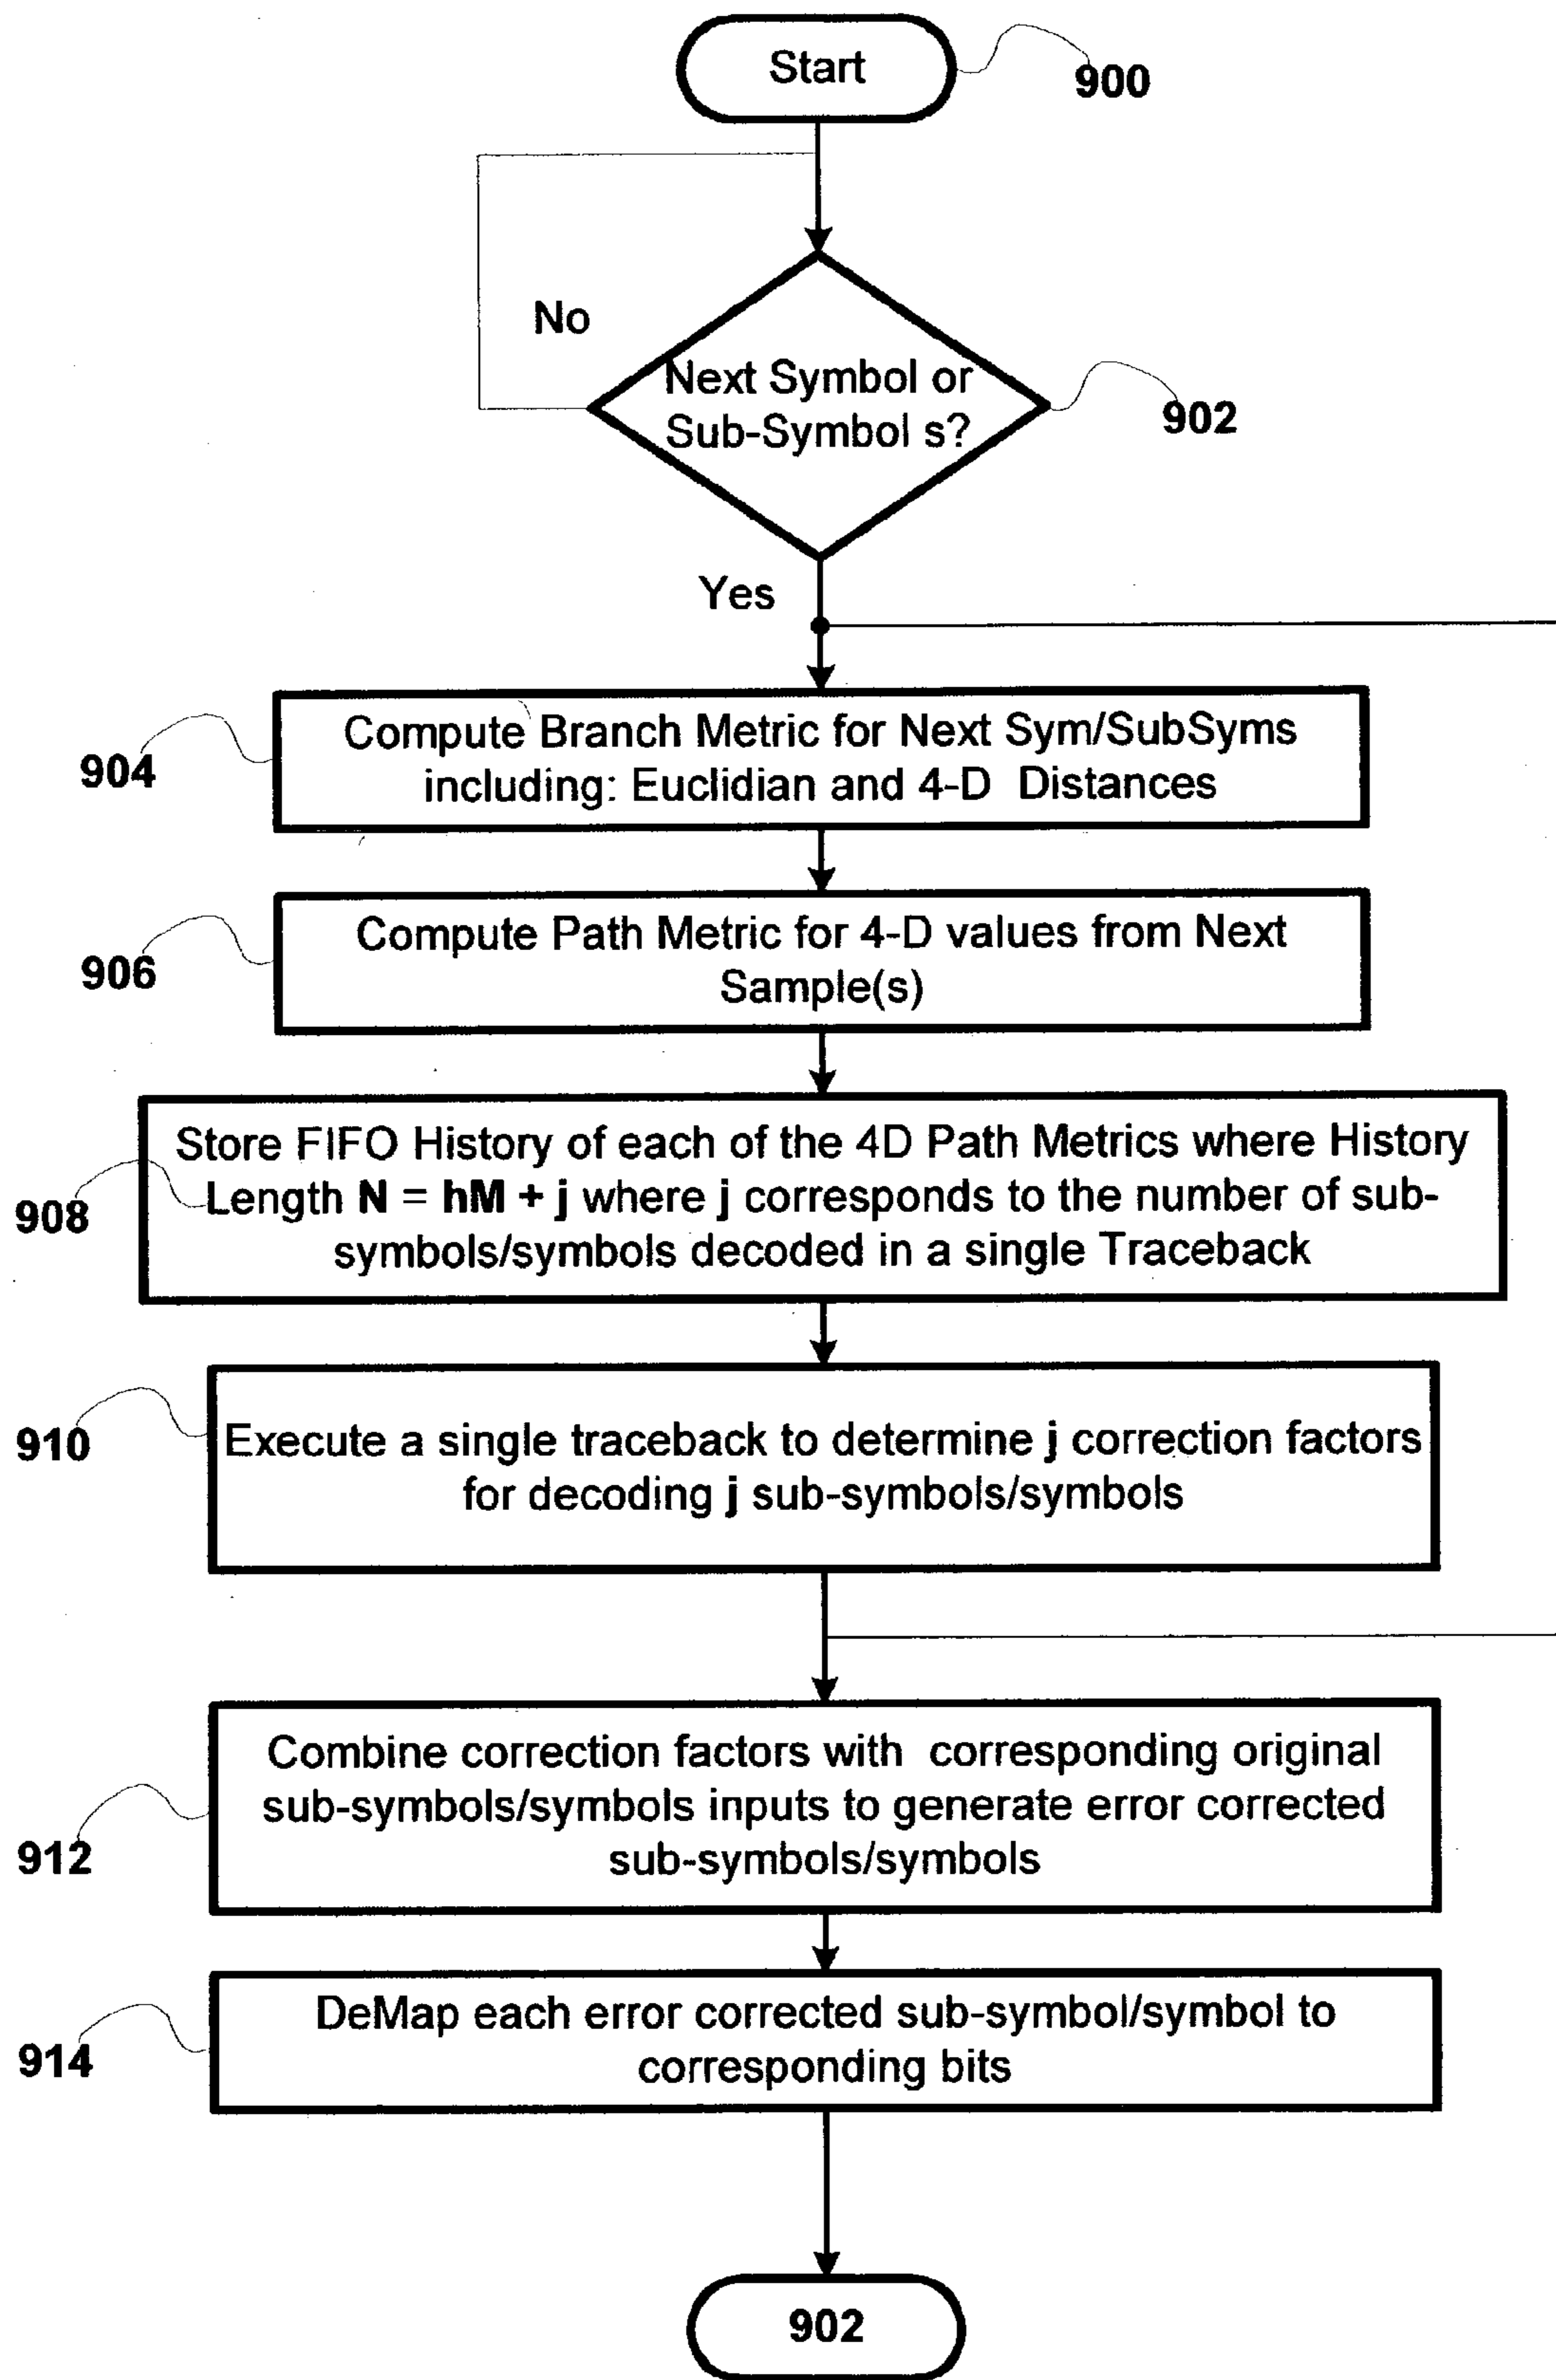 Start
900
No
Next Symbol or
Sub-Symbol s?
902
Yes
Compute Branch Metric for Next Sym/SubSyms
including: Euclidian and 4-D Distances
904
Compute Path Metric for 4-D values from Next
Sample(s)
906
Store FIFO History of each of the 4D Path Metrics where History
Length N = hM + j where j corresponds to the number of sub-
symbols/symbols decoded in a single Traceback
908
Execute a single traceback to determine j correction factors
for decoding j sub-symbols/symbols
910
Combine correction factors with corresponding original
sub-symbols/symbols inputs to generate error corrected
sub-symbols/symbols
912
DeMap each error corrected sub-symbol/symbol to
corresponding bits
914
902